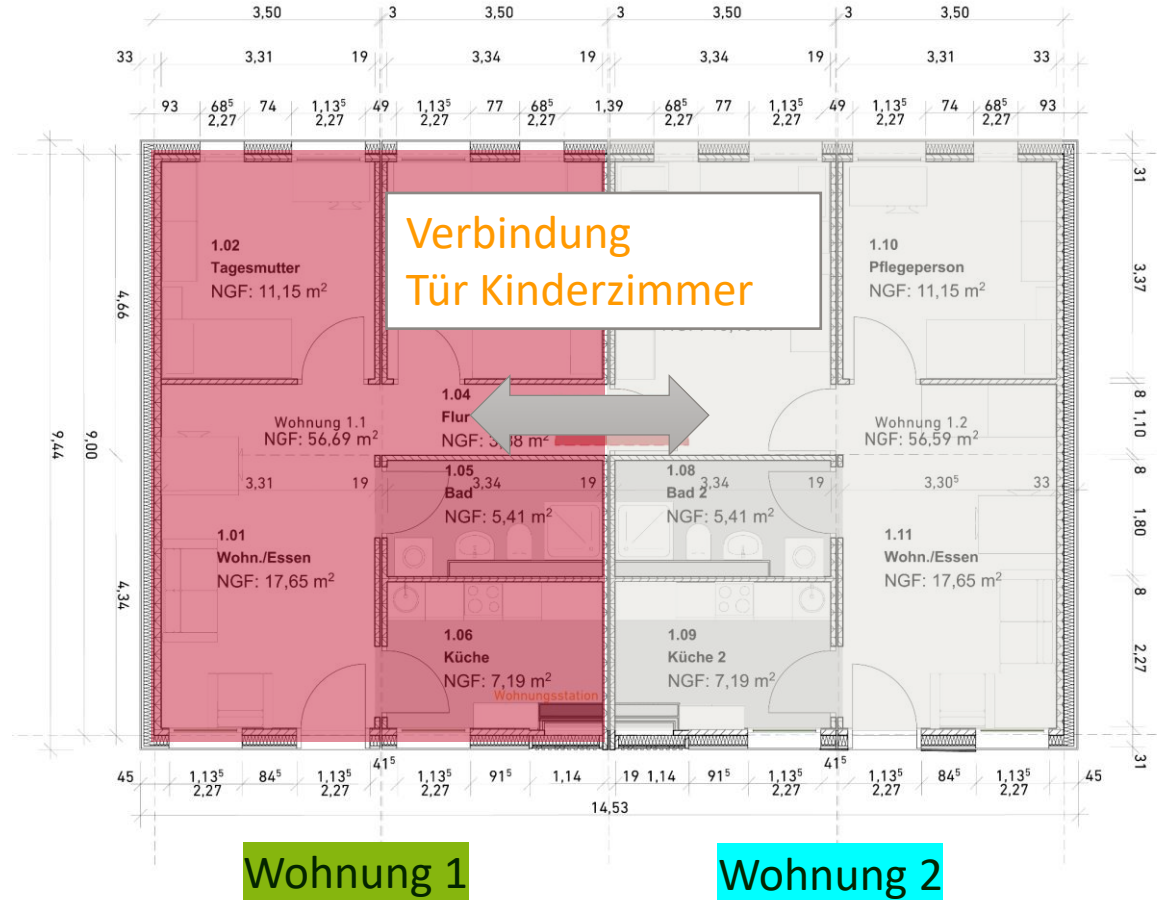 3,50 3 3,50 3 3,50 3 3,50
33 3,31 19 3,34 19 3,34 19 3,31 33
93 68⁵ 74 1,13⁵ 49 1,13⁵ 77 68⁵ 1,39 68⁵ 77 1,13⁵ 49 1,13⁵ 74 68⁵ 93
2,27 2,27 2,27 2,27 2,27 2,27 2,27 2,27
Verbindung
Tür Kinderzimmer
1.02
Tagesmutter
NGF: 11,15 m²
1.10
Pflegeperson
NGF: 11,15 m²
31
3,37
4,66
8
1,10
8
1,80
8
2,27
31
9,44
9,00
4,34
1.04
Flur
Wohnung 1.1
NGF: 56,69 m²
Wohnung 1.2
NGF: 56,59 m²
3,31 19 3,34 19 3,34 19 3,30⁵ 33
1.05
Bad
NGF: 5,41 m²
1.08
Bad 2
NGF: 5,41 m²
1.01
Wohn./Essen
NGF: 17,65 m²
1.11
Wohn./Essen
NGF: 17,65 m²
1.06
Küche
NGF: 7,19 m²
Wohnungsstation
1.09
Küche 2
NGF: 7,19 m²
41⁵ 41⁵
45 1,13⁵ 84⁵ 1,13⁵ 1,13⁵ 91⁵ 1,14 19 1,14 91⁵ 1,13⁵ 1,13⁵ 84⁵ 1,13⁵ 45
2,27 2,27 2,27 2,27 2,27 2,27
14,53
Wohnung 1
Wohnung 2